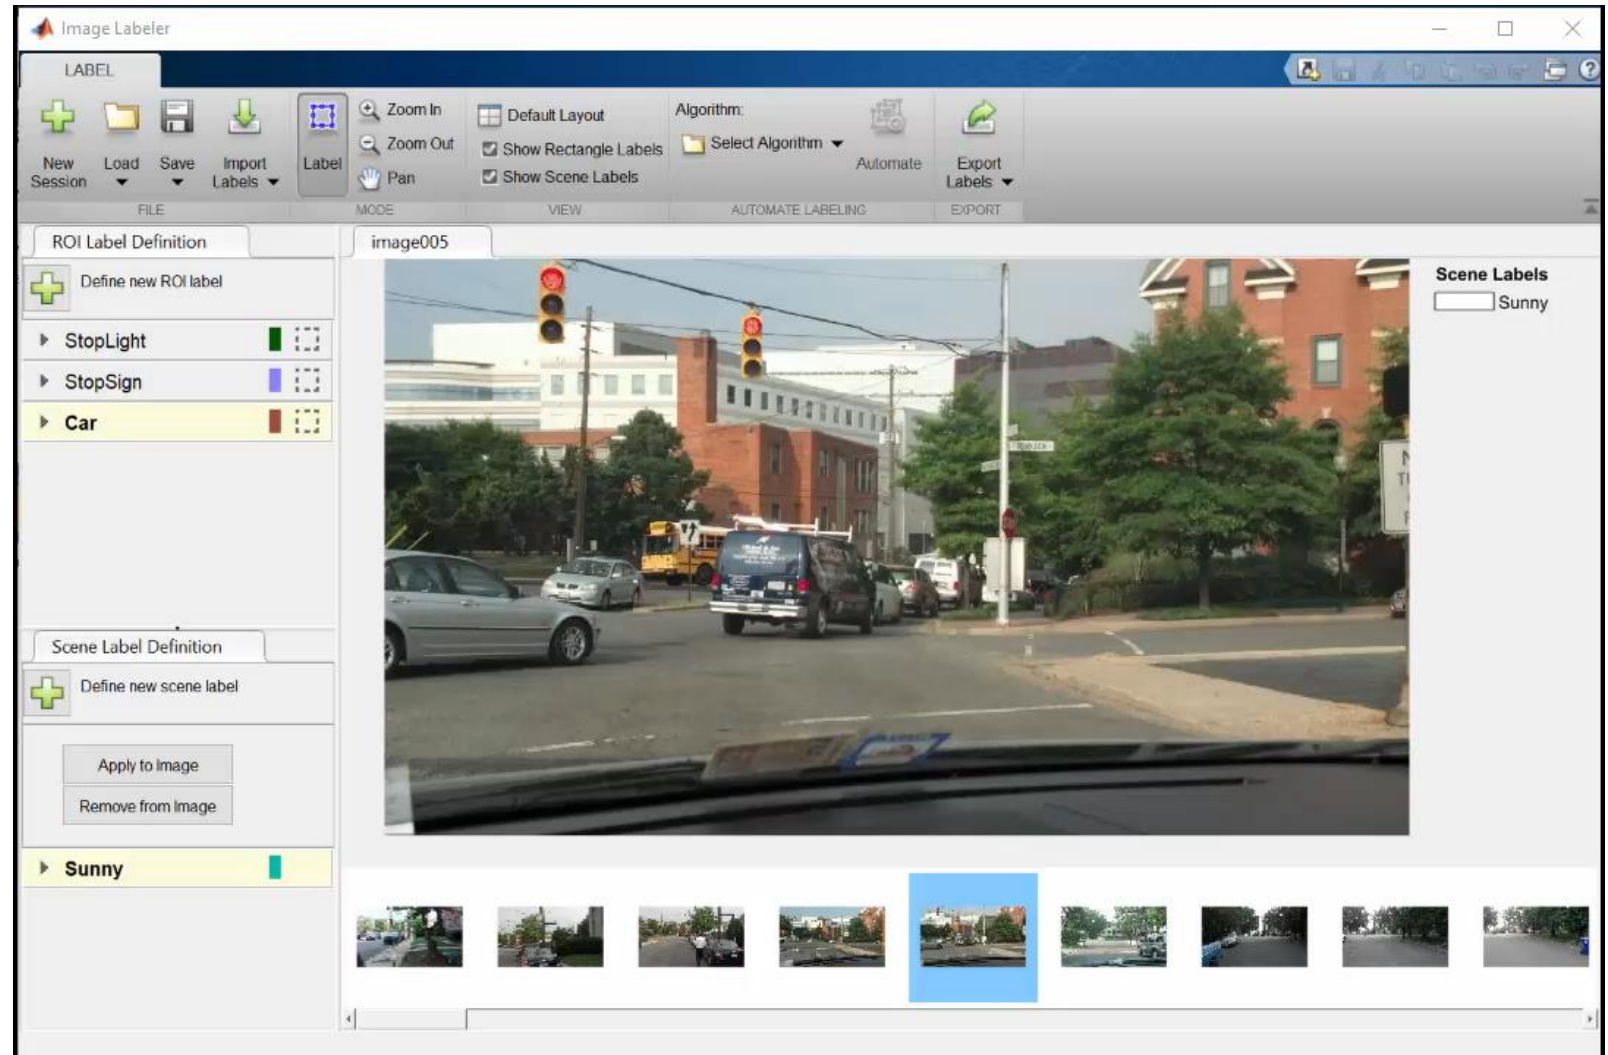 Image Labeler
LABEL
New Session
Load
Save
Import Labels
Label
Zoom In
Zoom Out
Pan
Default Layout
Show Rectangle Labels
Show Scene Labels
Algorithm:
Select Algorithm
Automate
Export Labels
FILE
MODE
VIEW
AUTOMATE LABELING
EXPORT
ROI Label Definition
image005
Define new ROI label
StopLight
StopSign
Car
Scene Labels
Sunny
Scene Label Definition
Define new scene label
Apply to Image
Remove from Image
Sunny